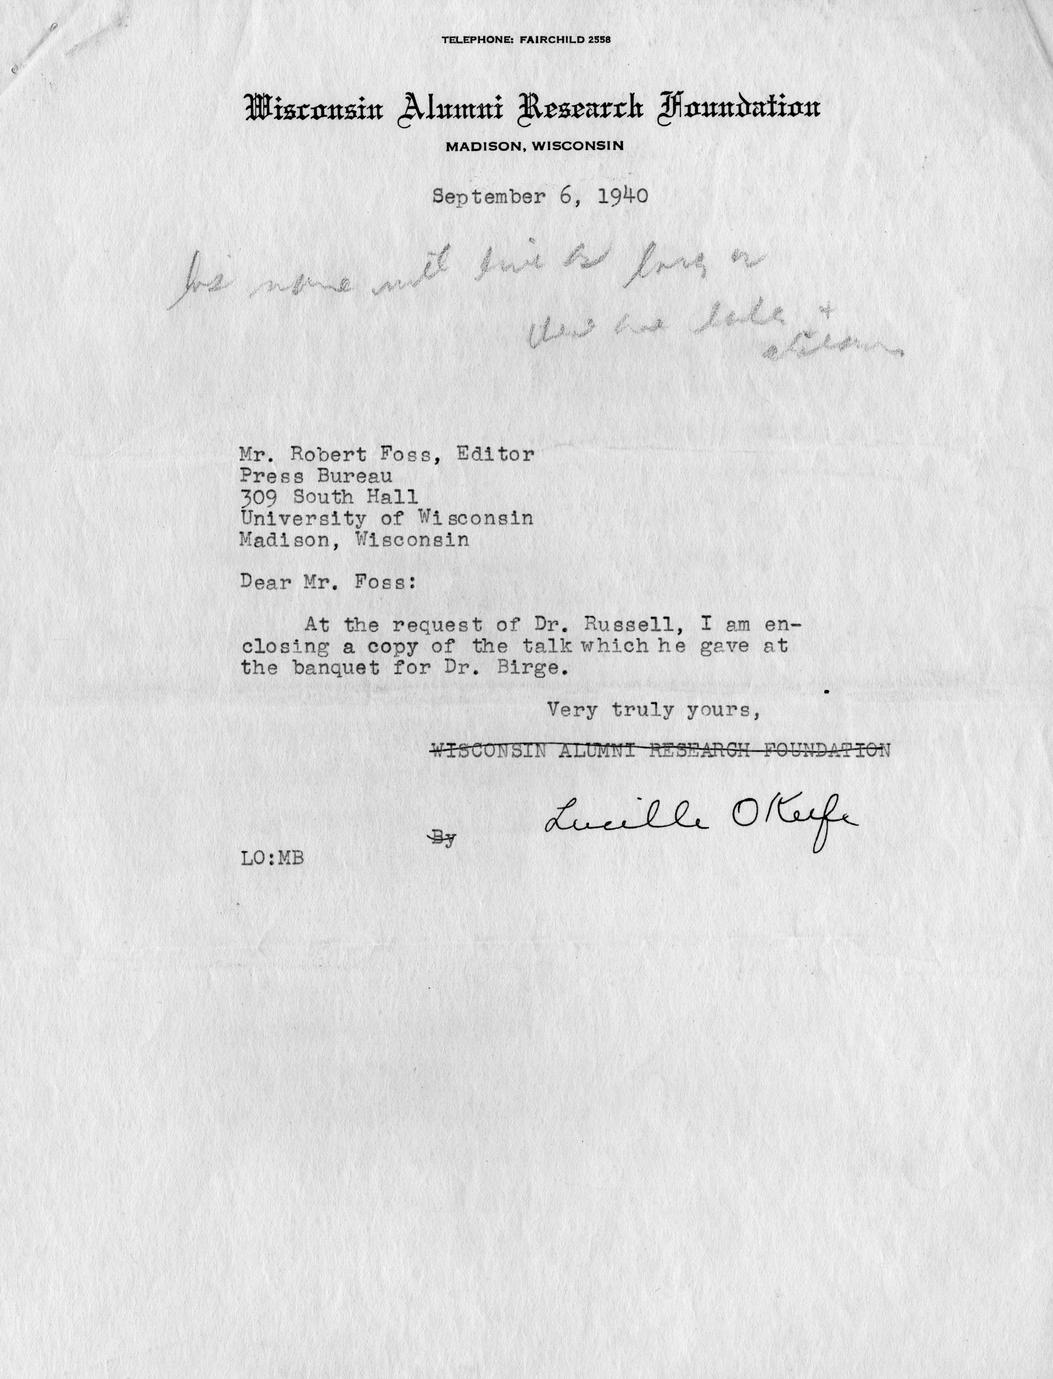 TELEPHONE: FAIRCHILD 2558
Wisconsin Alumni Research Foundation
MADISON, WISCONSIN
September 6, 1940
his name will live as long as
there are lakes +
Mr. Robert Foss, Editor
Press Bureau
309 South Hall
University of Wisconsin
Madison, Wisconsin
Dear Mr. Foss:
At the request of Dr. Russell, I am en-
closing a copy of the talk which he gave at
the banquet for Dr. Birge.
Very truly yours,
WISCONSIN ALUMNI RESEARCH FOUNDATION
Lucille O'Keefe
By
LO:MB